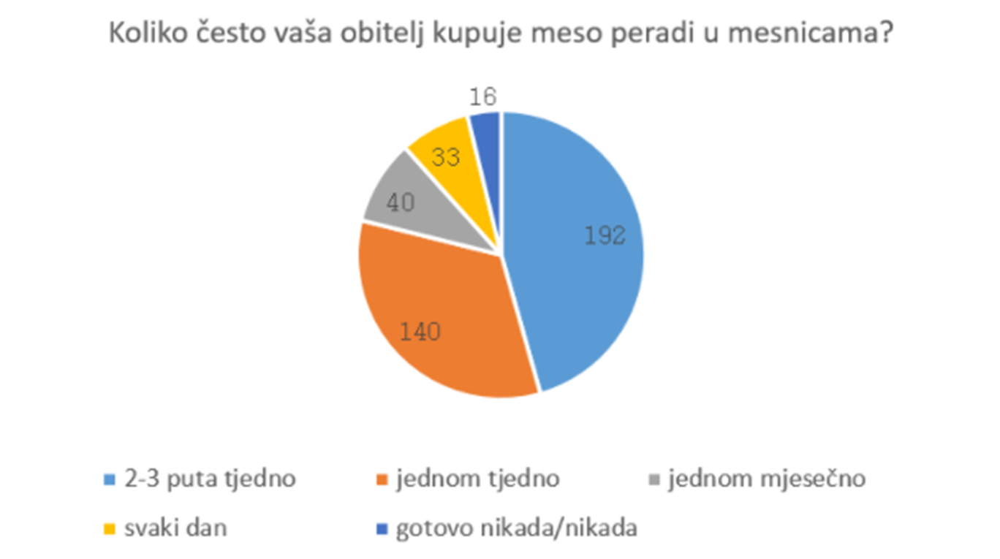 Koliko često vaša obitelj kupuje meso peradi u mesnicama?
16
33
40
192
140
2-3 puta tjedno
jednom tjedno
jednom mjesečno
svaki dan
gotovo nikada/nikada